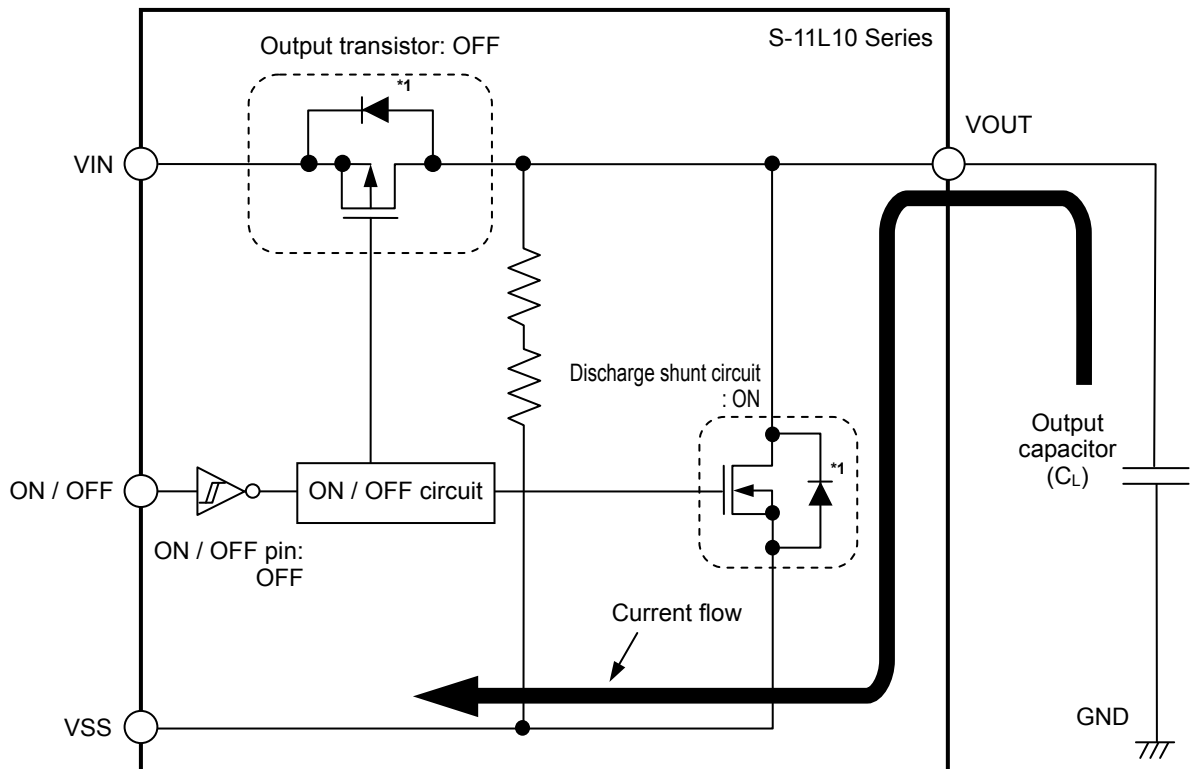 S-11L10 Series
Output transistor: OFF
*1
VOUT
VIN
Discharge shunt circuit
: ON
*1
Output
capacitor
(CL)
ON / OFF
ON / OFF circuit
ON / OFF pin:
OFF
Current flow
VSS
GND